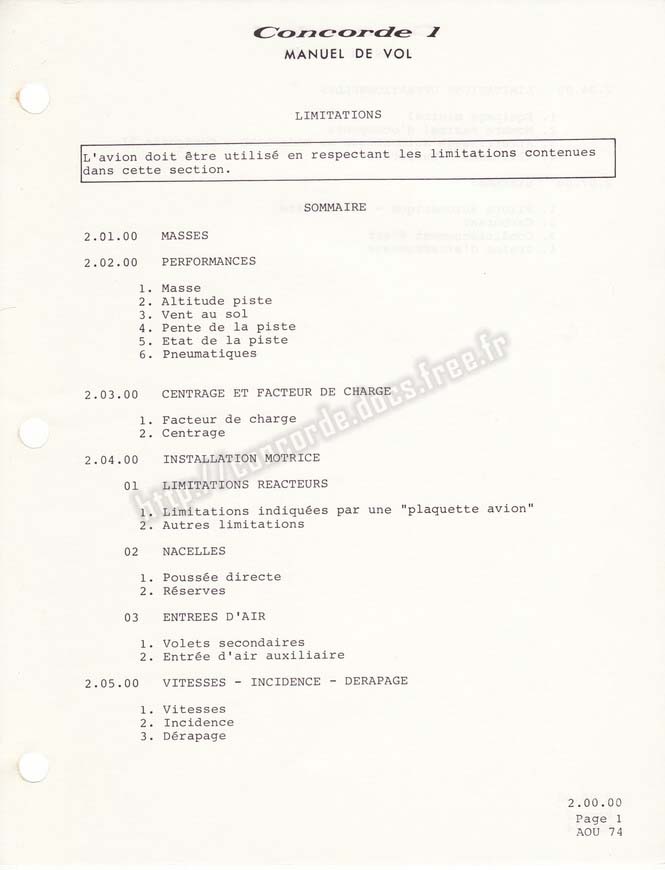 Concorde 1
MANUEL DE VOL
LIMITATIONS
L'avion doit être utilisé en respectant les limitations contenues
dans cette section.
SOMMAIRE
2.01.00 MASSES
2.02.00 PERFORMANCES
1. Masse
2. Altitude piste
3. Vent au sol
4. Pente de la piste
5. Etat de la piste
6. Pneumatiques
2.03.00 CENTRAGE ET FACTEUR DE CHARGE
1. Facteur de charge
2. Centrage
2.04.00 INSTALLATION MOTRICE
01 LIMITATIONS REACTEURS
1. Limitations indiquées par une "plaquette avion"
2. Autres limitations
02 NACELLES
1. Poussée directe
2. Réserves
03 ENTREES D'AIR
1. Volets secondaires
2. Entrée d'air auxiliaire
2.05.00 VITESSES - INCIDENCE - DERAPAGE
1. Vitesses
2. Incidence
3. Dérapage
2.00.00
Page 1
AOU 74
http://concorde.docs.free.fr